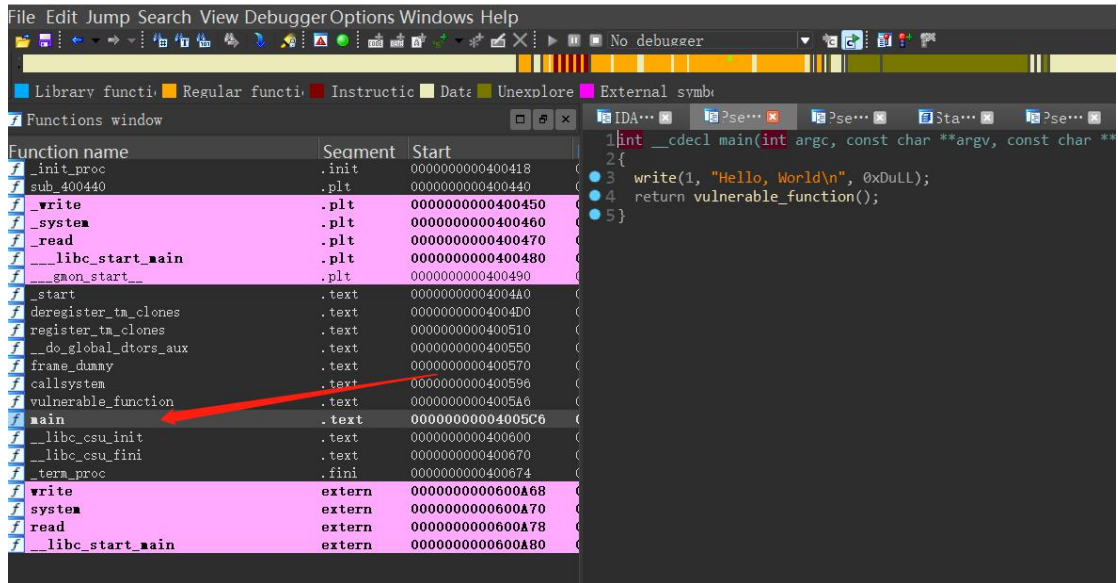 File Edit Jump Search View Debugger Options Windows Help
No debugger
Library functi Regular functi Instructic Data Unexplore External symbo
Functions window
IDA··· Pse··· Pse··· Sta··· Pse···
Function name Segment Start
_init_proc .init 0000000000400418
sub_400440 .plt 0000000000400440
_write .plt 0000000000400450
_system .plt 0000000000400460
_read .plt 0000000000400470
___libc_start_main .plt 0000000000400480
___gmon_start__ .plt 0000000000400490
_start .text 00000000004004A0
deregister_tm_clones .text 00000000004004D0
register_tm_clones .text 0000000000400510
__do_global_dtors_aux .text 0000000000400550
frame_dummy .text 0000000000400570
callsystem .text 0000000000400596
vulnerable_function .text 00000000004005A6
main .text 00000000004005C6
__libc_csu_init .text 0000000000400600
__libc_csu_fini .text 0000000000400670
_term_proc .fini 0000000000400674
write extern 0000000000600A68
system extern 0000000000600A70
read extern 0000000000600A78
__libc_start_main extern 0000000000600A80
1 int __cdecl main(int argc, const char **argv, const char **
2 {
3 write(1, "Hello, World\n", 0xDuLL);
4 return vulnerable_function();
5 }